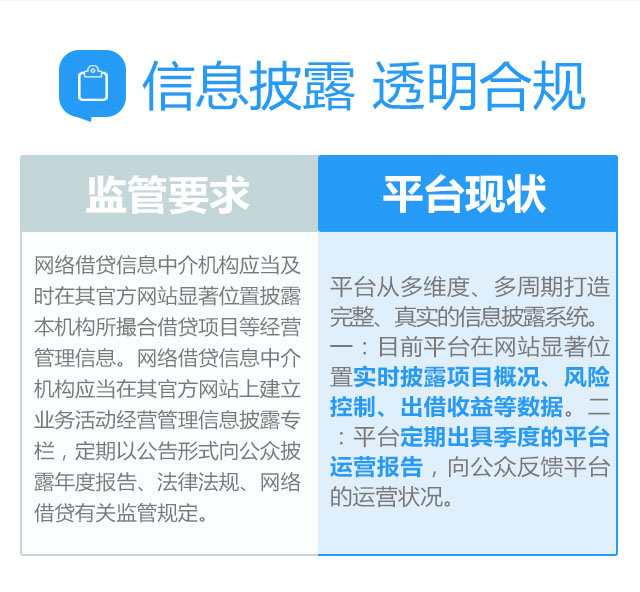 信息披露 透明合规
监管要求
网络借贷信息中介机构应当及
时在其官方网站显著位置披露
本机构所撮合借贷项目等经营
管理信息。网络借贷信息中介
机构应当在其官方网站上建立
业务活动经营管理信息披露专
栏，定期以公告形式向公众披
露年度报告、法律法规、网络
借贷有关监管规定。
平台现状
平台从多维度、多周期打造
完整、真实的信息披露系统。
一：目前平台在网站显著位
置实时披露项目概况、风险
控制、出借收益等数据。二
：平台定期出具季度的平台
运营报告，向公众反馈平台
的运营状况。